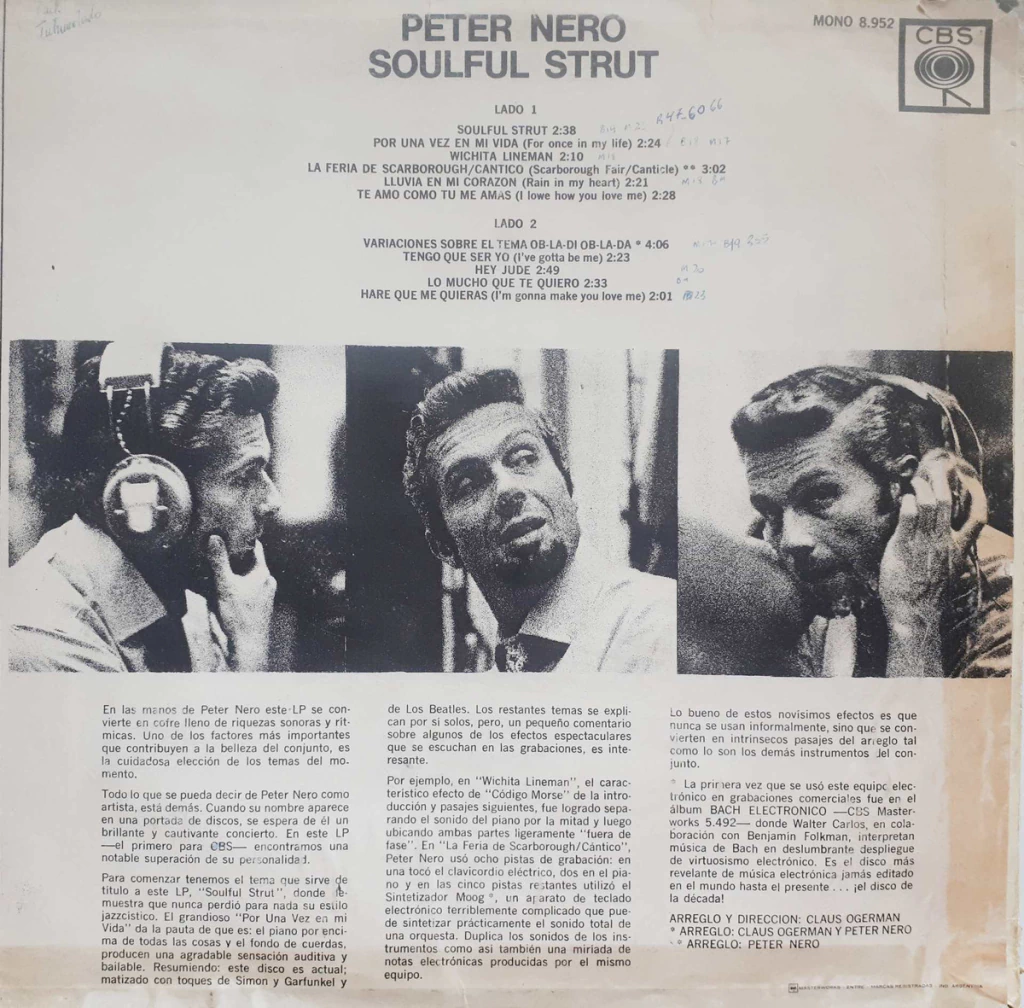 PETER NERO
SOULFUL STRUT
MONO 8.952
CBS
LADO 1
SOULFUL STRUT 2:38
POR UNA VEZ EN MI VIDA (For once in my life) 2:24
WICHITA LINEMAN 2:10
LA FERIA DE SCARBOROUGH/CANTICO (Scarborough Fair/Canticle) ** 3:02
LLUVIA EN MI CORAZON (Rain in my heart) 2:21
TE AMO COMO TU ME AMAS (I lowe how you love me) 2:28
LADO 2
VARIACIONES SOBRE EL TEMA OB-LA-DI OB-LA-DA * 4:06
TENGO QUE SER YO (I've gotta be me) 2:23
HEY JUDE 2:49
LO MUCHO QUE TE QUIERO 2:33
HARE QUE ME QUIERAS (I'm gonna make you love me) 2:01
En las manos de Peter Nero este LP se con-
vierte en cofre lleno de riquezas sonoras y rít-
micas. Uno de los factores más importantes
que contribuyen a la belleza del conjunto, es
la cuidadosa elección de los temas del mo-
mento.
Todo lo que se pueda decir de Peter Nero como
artista, está demás. Cuando su nombre aparece
en una portada de discos, se espera de él un
brillante y cautivante concierto. En este LP
—el primero para CBS— encontramos una
notable superación de su personalidad.
Para comenzar tenemos el tema que sirve de
título a este LP, "Soulful Strut", donde de-
muestra que nunca perdió para nada su estilo
jazzcístico. El grandioso "Por Una Vez en mi
Vida" da la pauta de que es: el piano por enci-
ma de todas las cosas y el fondo de cuerdas,
producen una agradable sensación auditiva y
bailable. Resumiendo: este disco es actual;
matizado con toques de Simon y Garfunkel y
de Los Beatles. Los restantes temas se expli-
can por sí solos, pero, un pequeño comentario
sobre algunos de los efectos espectaculares
que se escuchan en las grabaciones, es inte-
resante.
Por ejemplo, en "Wichita Lineman", el carac-
terístico efecto de "Código Morse" de la intro-
ducción y pasajes siguientes, fue logrado sepa-
rando el sonido del piano por la mitad y luego
ubicando ambas partes ligeramente "fuera de
fase". En "La Feria de Scarborough/Cántico",
Peter Nero usó ocho pistas de grabación: en
una tocó el clavicordio eléctrico, dos en el pia-
no y en las cinco pistas restantes utilizó el
Sintetizador Moog *, un aparato de teclado
electrónico terriblemente complicado que pue-
de sintetizar prácticamente el sonido total de
una orquesta. Duplica los sonidos de los ins-
trumentos como así también una miríada de
notas electrónicas producidas por el mismo
equipo.
Lo bueno de estos novísimos efectos es que
nunca se usan informalmente, sino que se con-
vierten en intrínsecos pasajes del arreglo tal
como lo son los demás instrumentos del con-
junto.
* La primera vez que se usó este equipo elec-
trónico en grabaciones comerciales fue en el
álbum BACH ELECTRONICO —CBS Master-
works 5.492— donde Walter Carlos, en cola-
boración con Benjamin Folkman, interpretan
música de Bach en deslumbrante despliegue
de virtuosismo electrónico. Es el disco más
revelante de música electrónica jamás editado
en el mundo hasta el presente . . . ¡el disco de
la década!
ARREGLO Y DIRECCION: CLAUS OGERMAN
* ARREGLO: CLAUS OGERMAN Y PETER NERO
** ARREGLO: PETER NERO